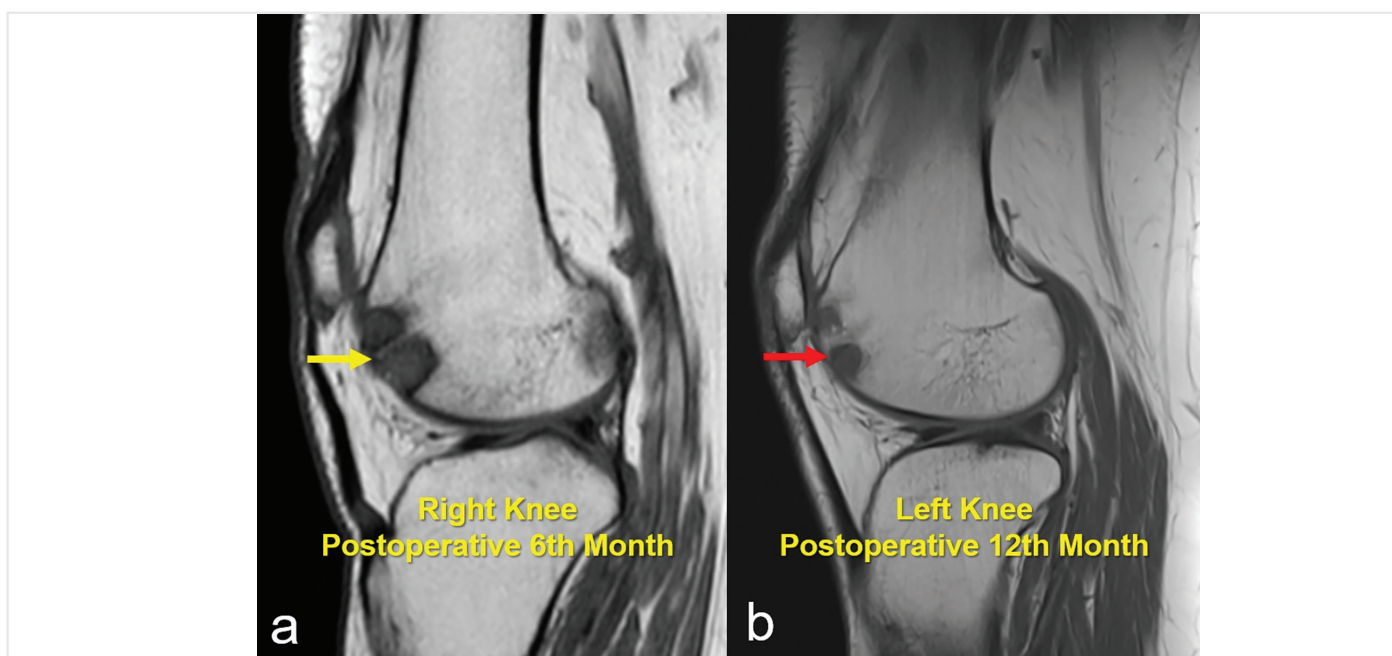 Right Knee
Postoperative 6th Month
a
Left Knee
Postoperative 12th Month
b